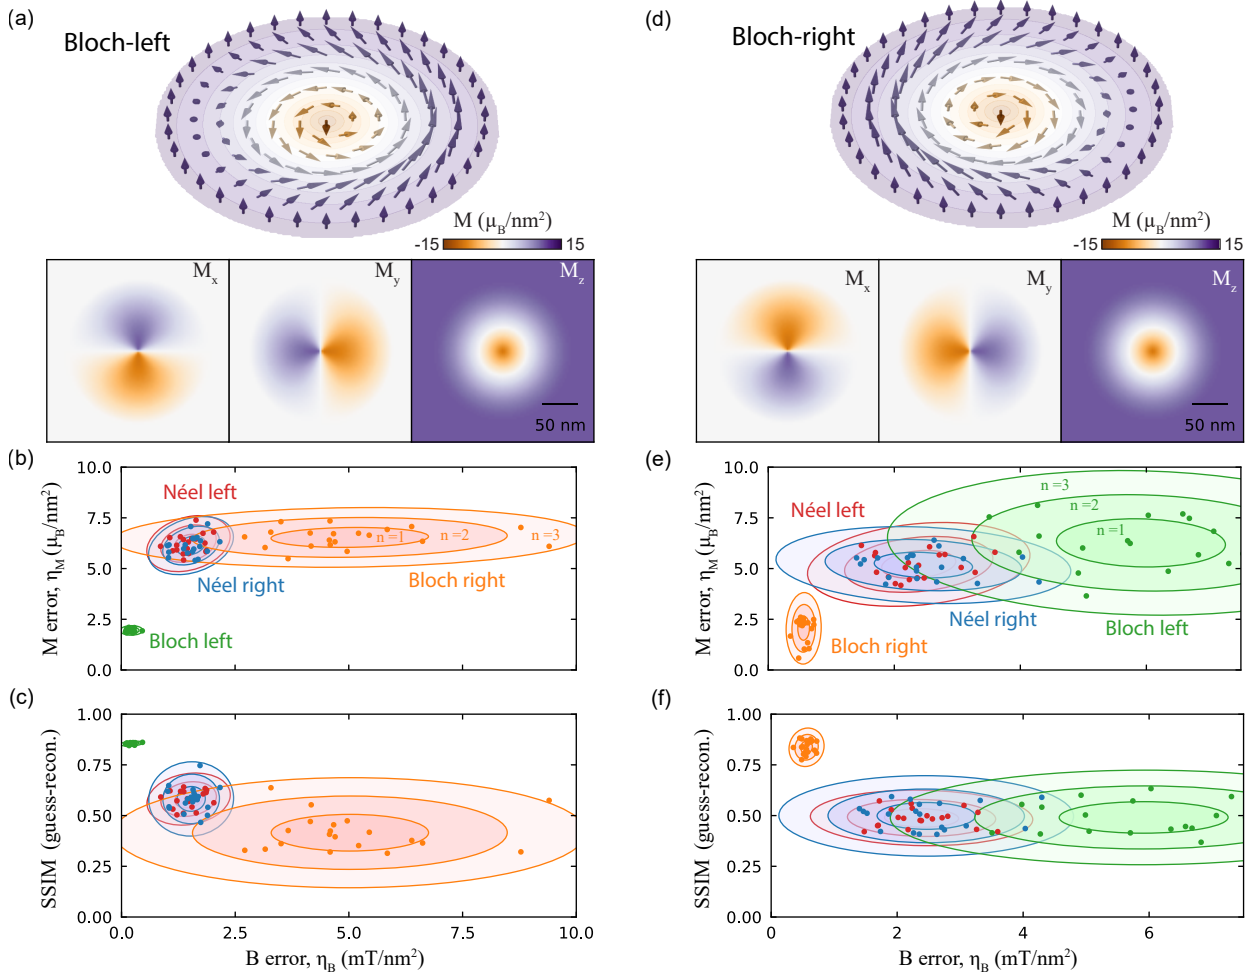 (a)
Bloch-left
M (μB/nm²)
-15 15
Mx
My
Mz
50 nm
(b)
10.0
7.5
5.0
2.5
0.0
M error, ηM (μB/nm²)
Néel left
Néel right
Bloch left
Bloch right
n=1
n=2
n=3
(c)
1.00
0.75
0.50
0.25
0.00
SSIM (guess-recon.)
0.0 2.5 5.0 7.5 10.0
B error, ηB (mT/nm²)
(d)
Bloch-right
M (μB/nm²)
-15 15
Mx
My
Mz
50 nm
(e)
10.0
7.5
5.0
2.5
0.0
M error, ηM (μB/nm²)
Néel left
n=3
n=2
n=1
Néel right
Bloch left
Bloch right
(f)
1.00
0.75
0.50
0.25
0.00
SSIM (guess-recon.)
0 2 4 6
B error, ηB (mT/nm²)